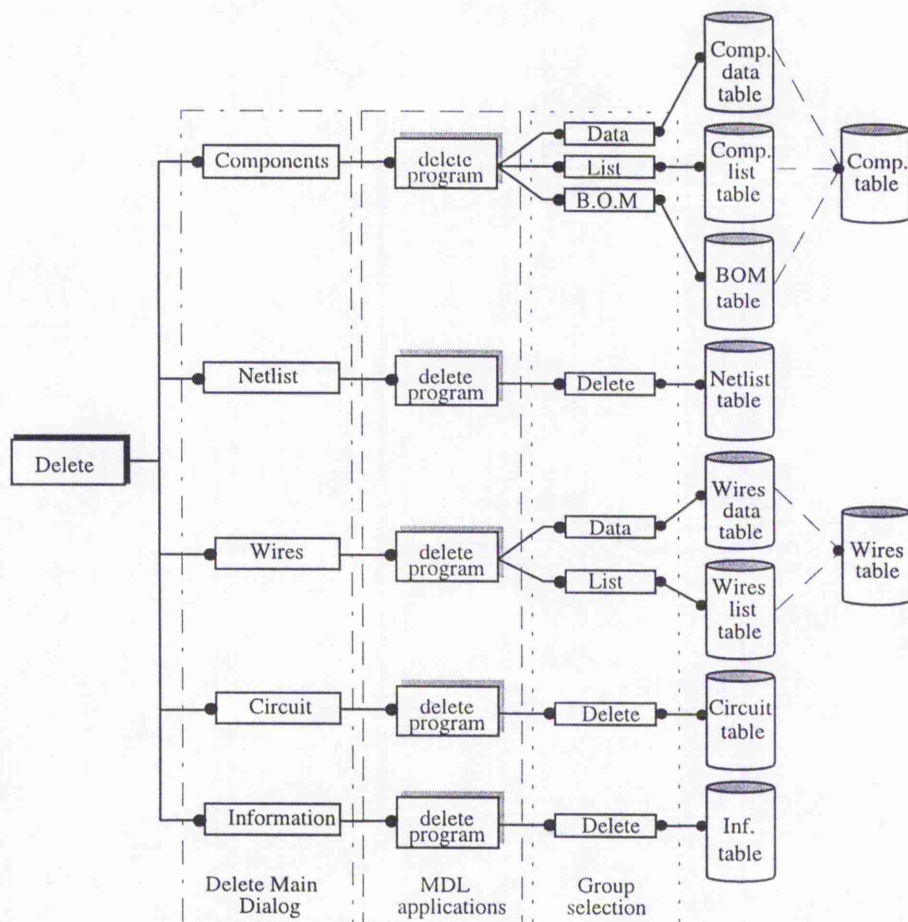 Comp.
data
table
Components
delete
program
Data
List
B.O.M
Comp.
list
table
Comp.
table
BOM
table
Netlist
delete
program
Delete
Netlist
table
Delete
Wires
delete
program
Data
List
Wires
data
table
Wires
list
table
Wires
table
Circuit
delete
program
Delete
Circuit
table
Information
delete
program
Delete
Inf.
table
Delete Main
Dialog
MDL
applications
Group
selection